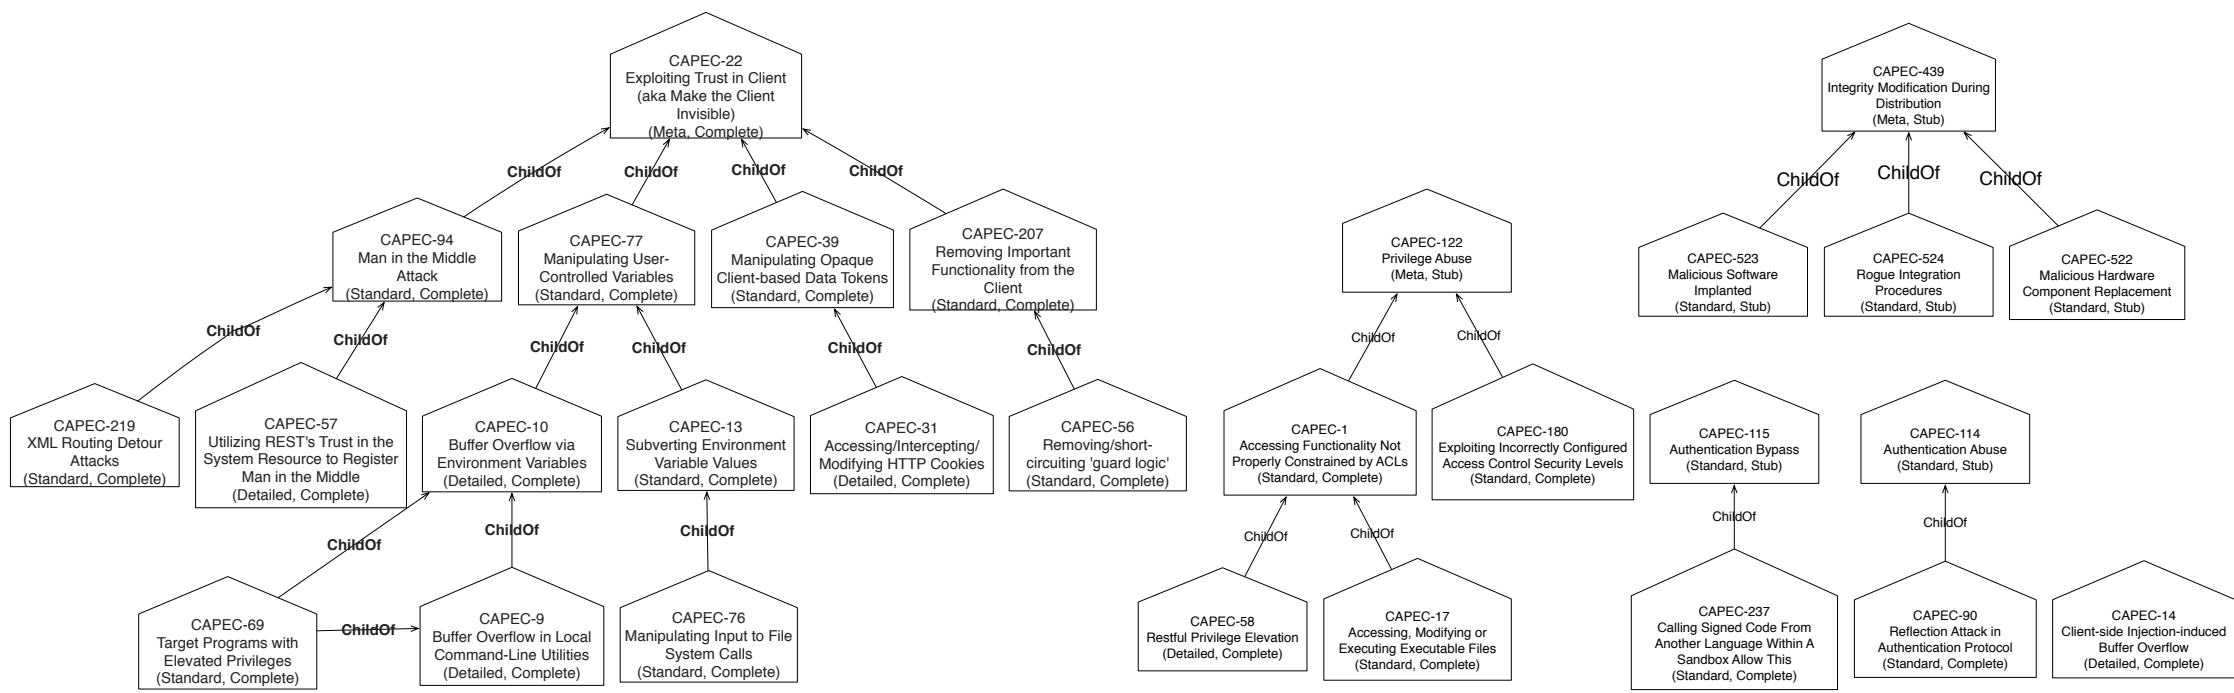 CAPEC-22
Exploiting Trust in Client
(aka Make the Client
Invisible)
(Meta, Complete)
CAPEC-439
Integrity Modification During
Distribution
(Meta, Stub)
ChildOf
ChildOf
ChildOf
ChildOf
ChildOf
ChildOf
ChildOf
CAPEC-94
Man in the Middle
Attack
(Standard, Complete)
CAPEC-77
Manipulating User-
Controlled Variables
(Standard, Complete)
CAPEC-39
Manipulating Opaque
Client-based Data Tokens
(Standard, Complete)
CAPEC-207
Removing Important
Functionality from the
Client
(Standard, Complete)
CAPEC-122
Privilege Abuse
(Meta, Stub)
CAPEC-523
Malicious Software
Implanted
(Standard, Stub)
CAPEC-524
Rogue Integration
Procedures
(Standard, Stub)
CAPEC-522
Malicious Hardware
Component Replacement
(Standard, Stub)
ChildOf
ChildOf
ChildOf
ChildOf
ChildOf
ChildOf
ChildOf
ChildOf
CAPEC-219
XML Routing Detour
Attacks
(Standard, Complete)
CAPEC-57
Utilizing REST's Trust in the
System Resource to Register
Man in the Middle
(Detailed, Complete)
CAPEC-10
Buffer Overflow via
Environment Variables
(Detailed, Complete)
CAPEC-13
Subverting Environment
Variable Values
(Standard, Complete)
CAPEC-31
Accessing/Intercepting/
Modifying HTTP Cookies
(Detailed, Complete)
CAPEC-56
Removing/short-
circuiting 'guard logic'
(Standard, Complete)
CAPEC-1
Accessing Functionality Not
Properly Constrained by ACLs
(Standard, Complete)
CAPEC-180
Exploiting Incorrectly Configured
Access Control Security Levels
(Standard, Complete)
CAPEC-115
Authentication Bypass
(Standard, Stub)
CAPEC-114
Authentication Abuse
(Standard, Stub)
ChildOf
ChildOf
ChildOf
ChildOf
ChildOf
ChildOf
ChildOf
CAPEC-69
Target Programs with
Elevated Privileges
(Standard, Complete)
ChildOf
CAPEC-9
Buffer Overflow in Local
Command-Line Utilities
(Detailed, Complete)
CAPEC-76
Manipulating Input to File
System Calls
(Standard, Complete)
CAPEC-58
Restful Privilege Elevation
(Detailed, Complete)
CAPEC-17
Accessing, Modifying or
Executing Executable Files
(Standard, Complete)
CAPEC-237
Calling Signed Code From
Another Language Within A
Sandbox Allow This
(Standard, Complete)
CAPEC-90
Reflection Attack in
Authentication Protocol
(Standard, Complete)
CAPEC-14
Client-side Injection-induced
Buffer Overflow
(Detailed, Complete)